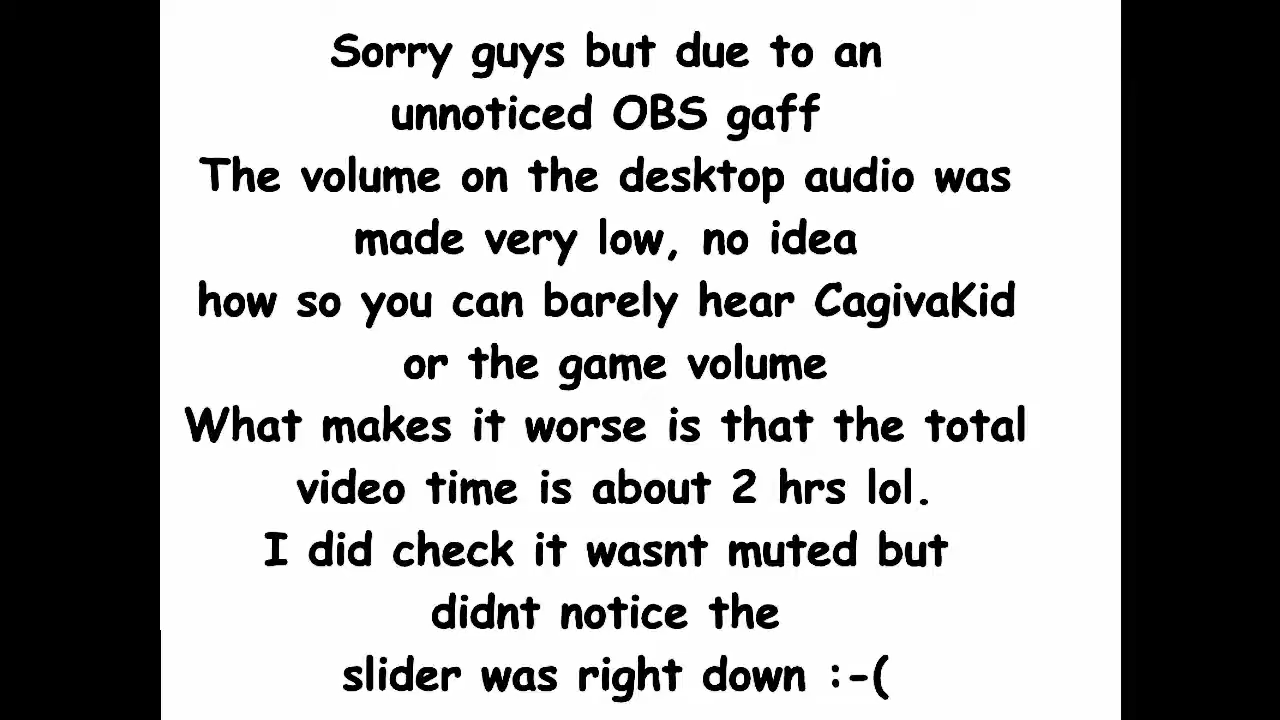 Sorry guys but due to an
unnoticed OBS gaff
The volume on the desktop audio was
made very low, no idea
how so you can barely hear CagivaKid
or the game volume
What makes it worse is that the total
video time is about 2 hrs lol.
I did check it wasnt muted but
didnt notice the
slider was right down :-(